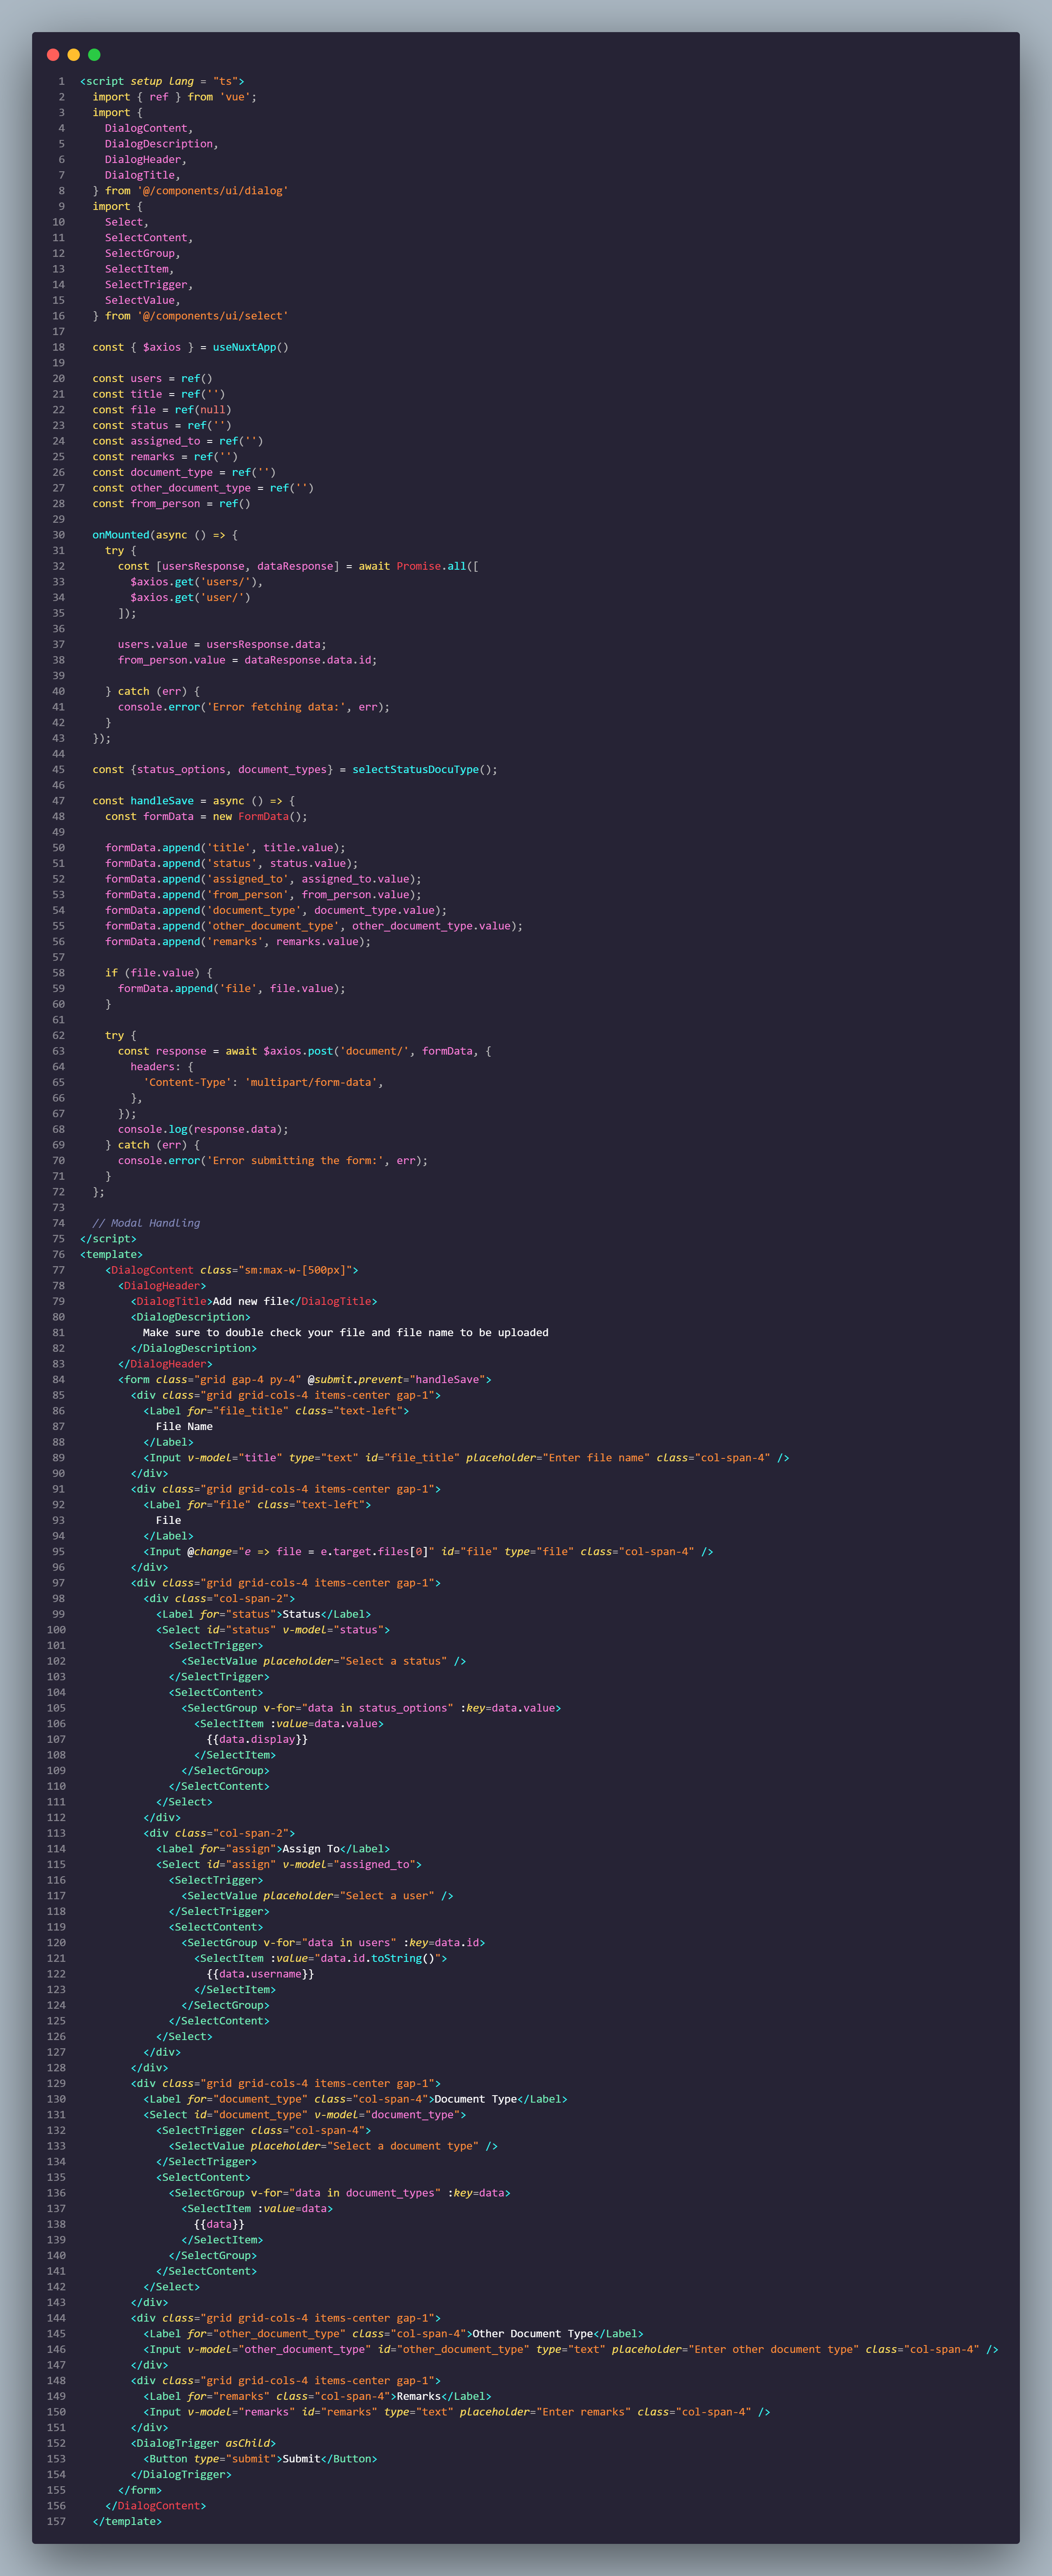 1 <script setup lang = "ts">
2   import { ref } from 'vue';
3   import {
4     DialogContent,
5     DialogDescription,
6     DialogHeader,
7     DialogTitle,
8   } from '@/components/ui/dialog'
9   import {
10     Select,
11     SelectContent,
12     SelectGroup,
13     SelectItem,
14     SelectTrigger,
15     SelectValue,
16   } from '@/components/ui/select'
17
18   const { $axios } = useNuxtApp()
19
20   const users = ref()
21   const title = ref('')
22   const file = ref(null)
23   const status = ref('')
24   const assigned_to = ref('')
25   const remarks = ref('')
26   const document_type = ref('')
27   const other_document_type = ref('')
28   const from_person = ref()
29
30   onMounted(async () => {
31     try {
32       const [usersResponse, dataResponse] = await Promise.all([
33         $axios.get('users/'),
34         $axios.get('user/')
35       ]);
36
37       users.value = usersResponse.data;
38       from_person.value = dataResponse.data.id;
39
40     } catch (err) {
41       console.error('Error fetching data:', err);
42     }
43   });
44
45   const {status_options, document_types} = selectStatusDocuType();
46
47   const handleSave = async () => {
48     const formData = new FormData();
49
50     formData.append('title', title.value);
51     formData.append('status', status.value);
52     formData.append('assigned_to', assigned_to.value);
53     formData.append('from_person', from_person.value);
54     formData.append('document_type', document_type.value);
55     formData.append('other_document_type', other_document_type.value);
56     formData.append('remarks', remarks.value);
57
58     if (file.value) {
59       formData.append('file', file.value);
60     }
61
62     try {
63       const response = await $axios.post('document/', formData, {
64         headers: {
65           'Content-Type': 'multipart/form-data',
66         },
67       });
68       console.log(response.data);
69     } catch (err) {
70       console.error('Error submitting the form:', err);
71     }
72   };
73
74   // Modal Handling
75 </script>
76 <template>
77     <DialogContent class="sm:max-w-[500px]">
78       <DialogHeader>
79         <DialogTitle>Add new file</DialogTitle>
80         <DialogDescription>
81           Make sure to double check your file and file name to be uploaded
82         </DialogDescription>
83       </DialogHeader>
84       <form class="grid gap-4 py-4" @submit.prevent="handleSave">
85         <div class="grid grid-cols-4 items-center gap-1">
86           <Label for="file_title" class="text-left">
87             File Name
88           </Label>
89           <Input v-model="title" type="text" id="file_title" placeholder="Enter file name" class="col-span-4" />
90         </div>
91         <div class="grid grid-cols-4 items-center gap-1">
92           <Label for="file" class="text-left">
93             File
94           </Label>
95           <Input @change="e => file = e.target.files[0]" id="file" type="file" class="col-span-4" />
96         </div>
97         <div class="grid grid-cols-4 items-center gap-1">
98           <div class="col-span-2">
99             <Label for="status">Status</Label>
100             <Select id="status" v-model="status">
101               <SelectTrigger>
102                 <SelectValue placeholder="Select a status" />
103               </SelectTrigger>
104               <SelectContent>
105                 <SelectGroup v-for="data in status_options" :key=data.value>
106                   <SelectItem :value=data.value>
107                     {{data.display}}
108                   </SelectItem>
109                 </SelectGroup>
110               </SelectContent>
111             </Select>
112           </div>
113           <div class="col-span-2">
114             <Label for="assign">Assign To</Label>
115             <Select id="assign" v-model="assigned_to">
116               <SelectTrigger>
117                 <SelectValue placeholder="Select a user" />
118               </SelectTrigger>
119               <SelectContent>
120                 <SelectGroup v-for="data in users" :key=data.id>
121                   <SelectItem :value="data.id.toString()">
122                     {{data.username}}
123                   </SelectItem>
124                 </SelectGroup>
125               </SelectContent>
126             </Select>
127           </div>
128         </div>
129         <div class="grid grid-cols-4 items-center gap-1">
130           <Label for="document_type" class="col-span-4">Document Type</Label>
131           <Select id="document_type" v-model="document_type">
132             <SelectTrigger class="col-span-4">
133               <SelectValue placeholder="Select a document type" />
134             </SelectTrigger>
135             <SelectContent>
136               <SelectGroup v-for="data in document_types" :key=data>
137                 <SelectItem :value=data>
138                   {{data}}
139                 </SelectItem>
140               </SelectGroup>
141             </SelectContent>
142           </Select>
143         </div>
144         <div class="grid grid-cols-4 items-center gap-1">
145           <Label for="other_document_type" class="col-span-4">Other Document Type</Label>
146           <Input v-model="other_document_type" id="other_document_type" type="text" placeholder="Enter other document type" class="col-span-4" />
147         </div>
148         <div class="grid grid-cols-4 items-center gap-1">
149           <Label for="remarks" class="col-span-4">Remarks</Label>
150           <Input v-model="remarks" id="remarks" type="text" placeholder="Enter remarks" class="col-span-4" />
151         </div>
152         <DialogTrigger asChild>
153           <Button type="submit">Submit</Button>
154         </DialogTrigger>
155       </form>
156     </DialogContent>
157   </template>